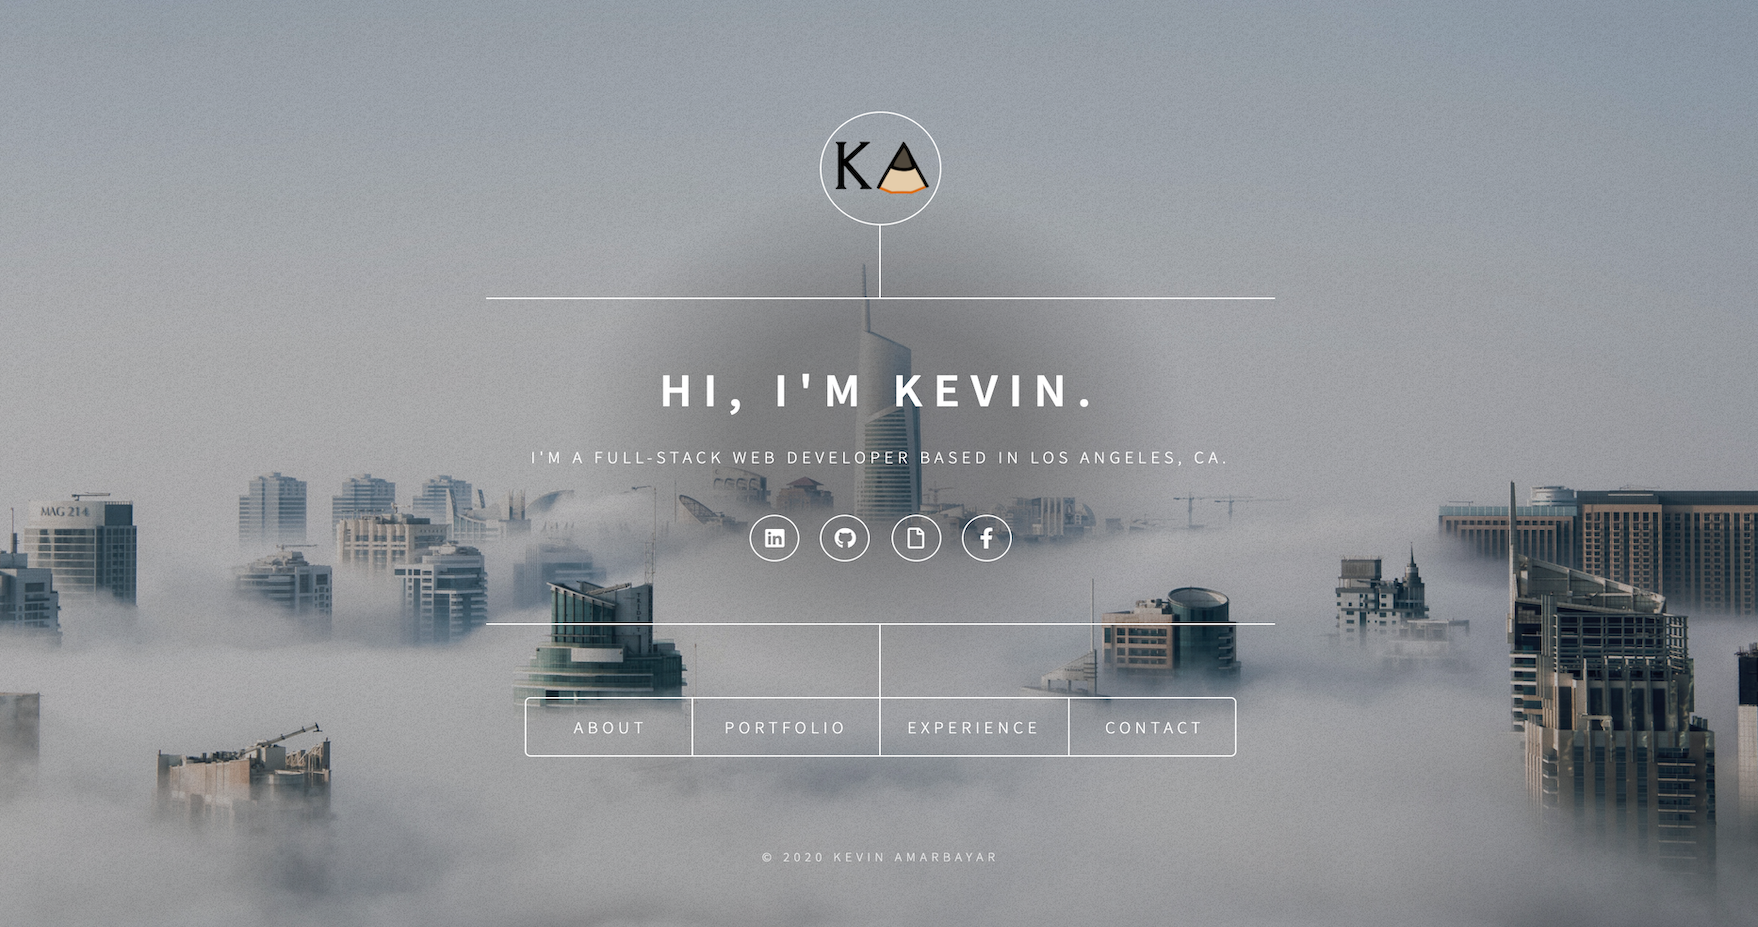 KA
HI, I'M KEVIN.
I'M A FULL-STACK WEB DEVELOPER BASED IN LOS ANGELES, CA.
in
MAG 214
ABOUT
PORTFOLIO
EXPERIENCE
CONTACT
© 2020 KEVIN AMARBAYAR